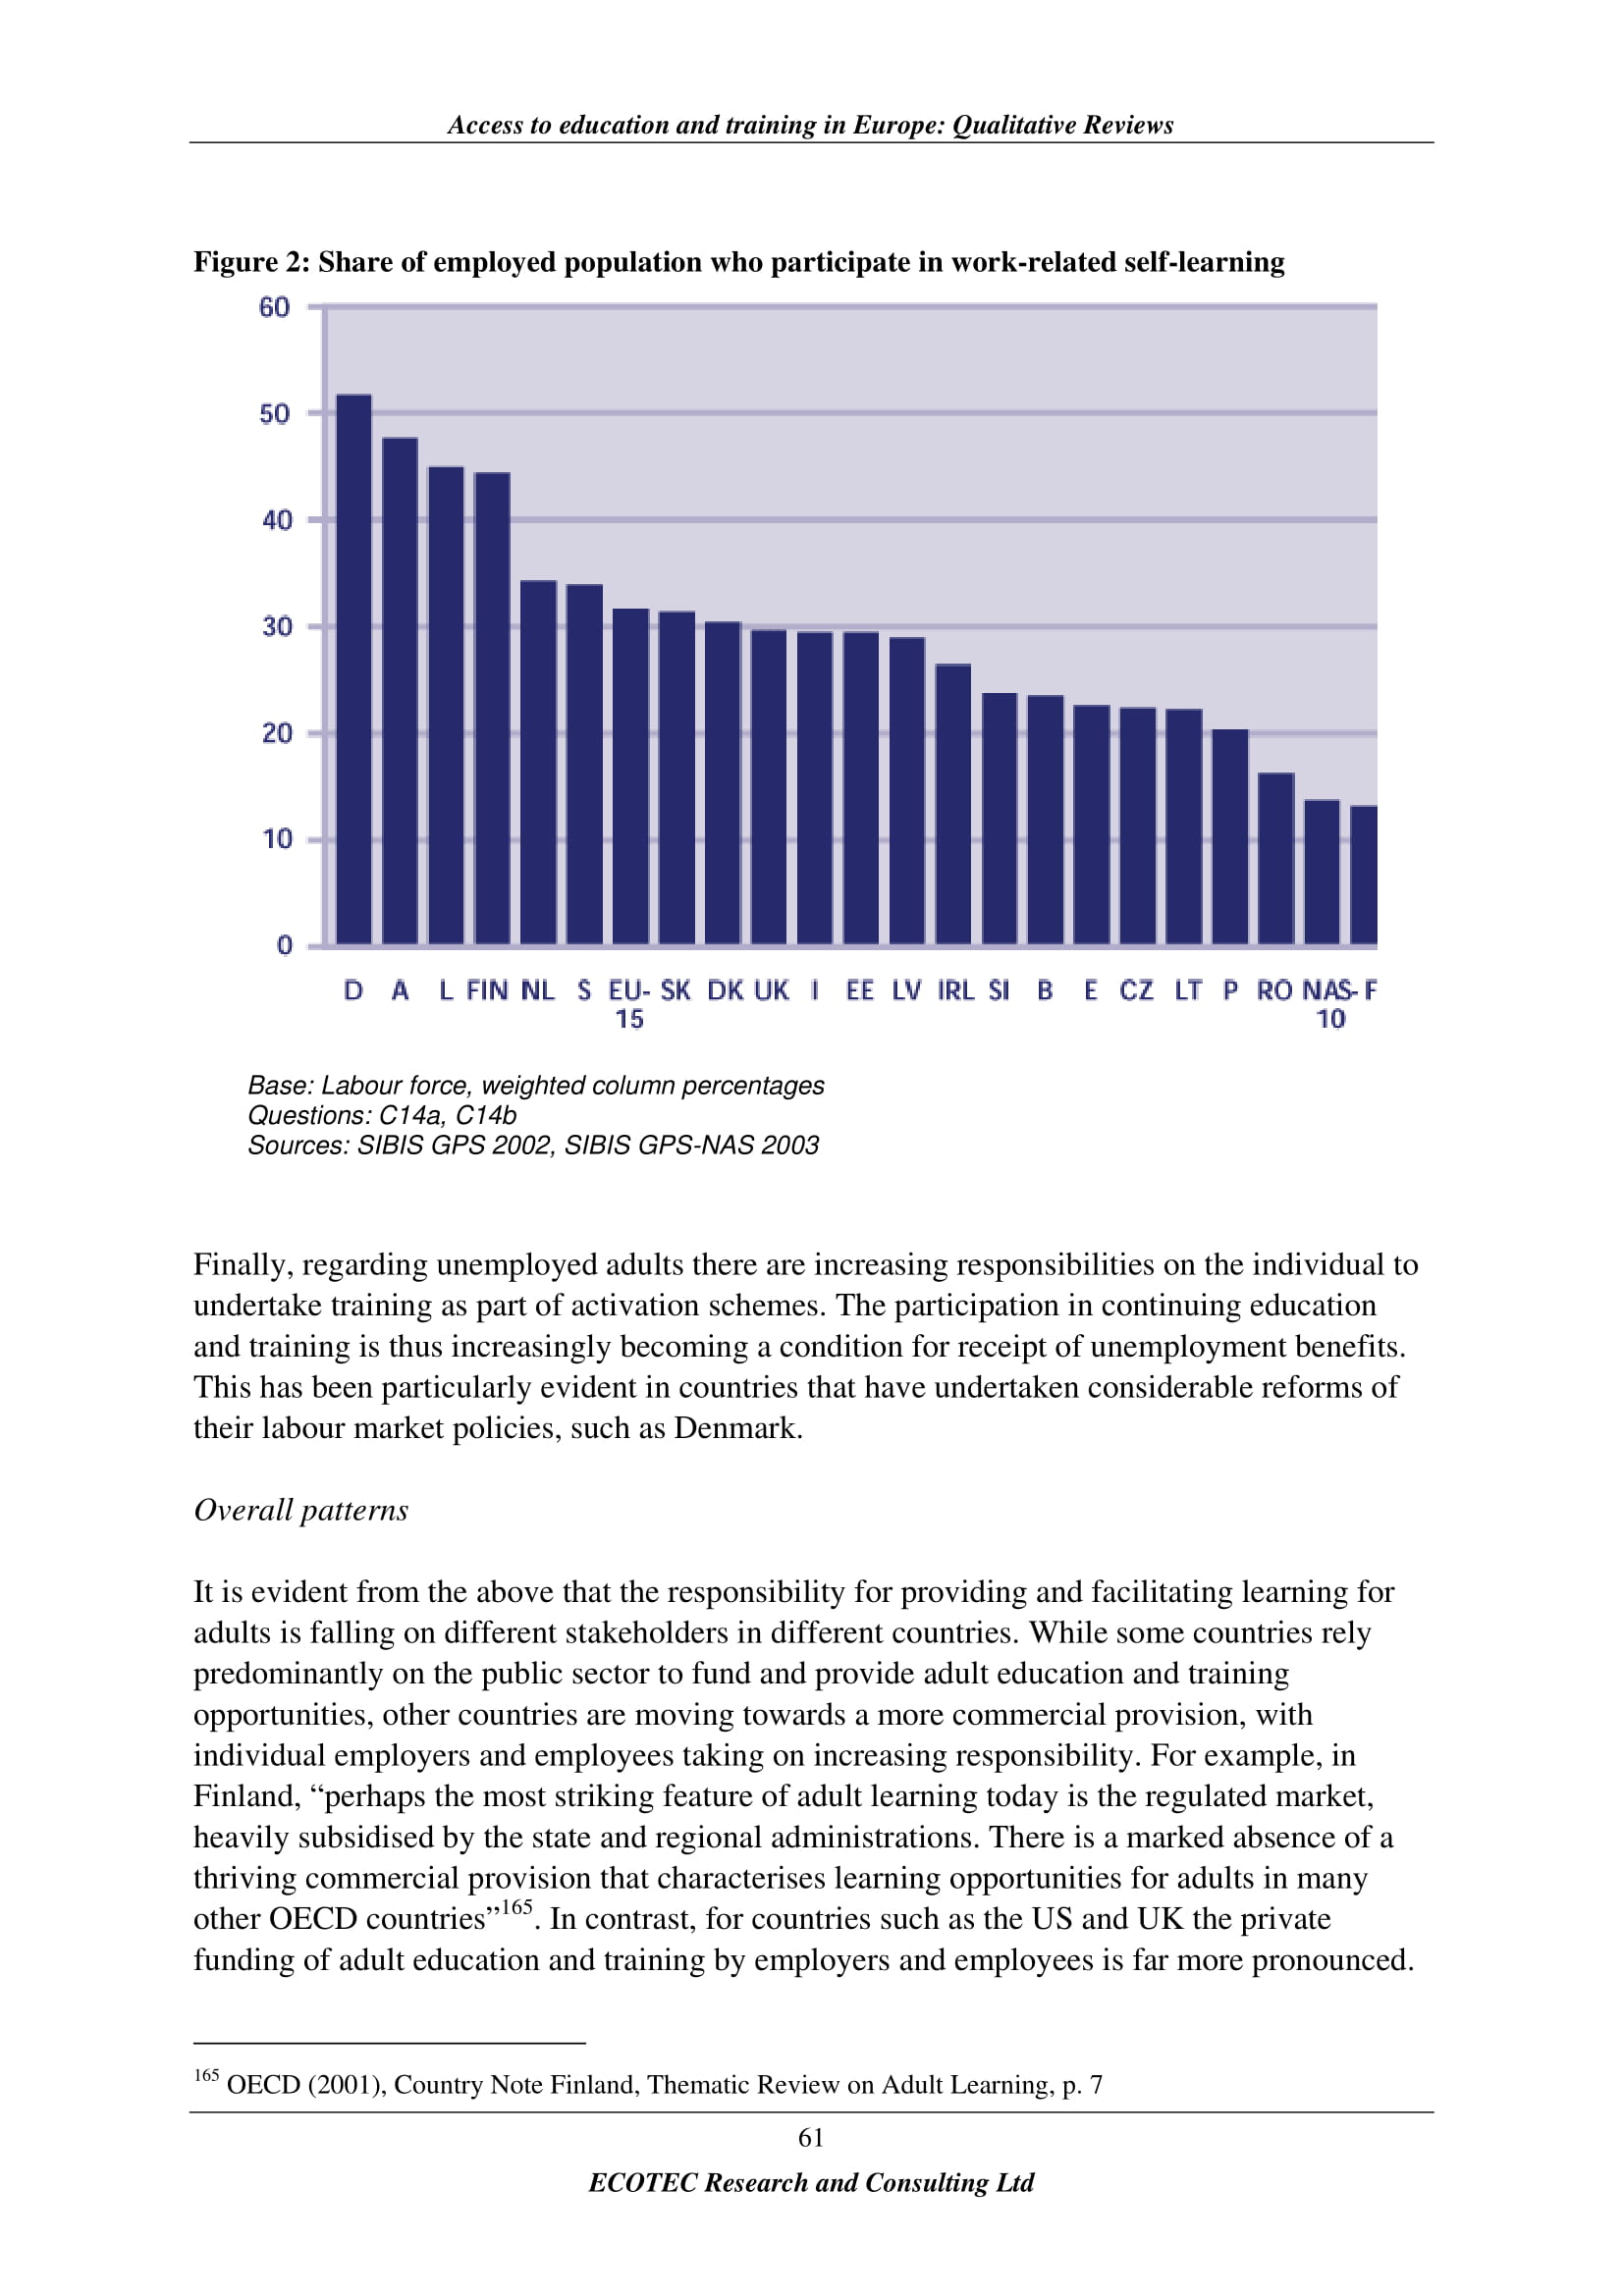 Access to education and training in Europe: Qualitative Reviews
Figure 2: Share of employed population who participate in work-related self-learning
60
50
40
30
20
10
0
D A L FIN NL S EU- SK DK UK I EE LV IRL SI B E CZ LT P RO NAS- F
15 10
Base: Labour force, weighted column percentages
Questions: C14a, C14b
Sources: SIBIS GPS 2002, SIBIS GPS-NAS 2003
Finally, regarding unemployed adults there are increasing responsibilities on the individual to
undertake training as part of activation schemes. The participation in continuing education
and training is thus increasingly becoming a condition for receipt of unemployment benefits.
This has been particularly evident in countries that have undertaken considerable reforms of
their labour market policies, such as Denmark.
Overall patterns
It is evident from the above that the responsibility for providing and facilitating learning for
adults is falling on different stakeholders in different countries. While some countries rely
predominantly on the public sector to fund and provide adult education and training
opportunities, other countries are moving towards a more commercial provision, with
individual employers and employees taking on increasing responsibility. For example, in
Finland, “perhaps the most striking feature of adult learning today is the regulated market,
heavily subsidised by the state and regional administrations. There is a marked absence of a
thriving commercial provision that characterises learning opportunities for adults in many
other OECD countries”165. In contrast, for countries such as the US and UK the private
funding of adult education and training by employers and employees is far more pronounced.
165 OECD (2001), Country Note Finland, Thematic Review on Adult Learning, p. 7
61
ECOTEC Research and Consulting Ltd